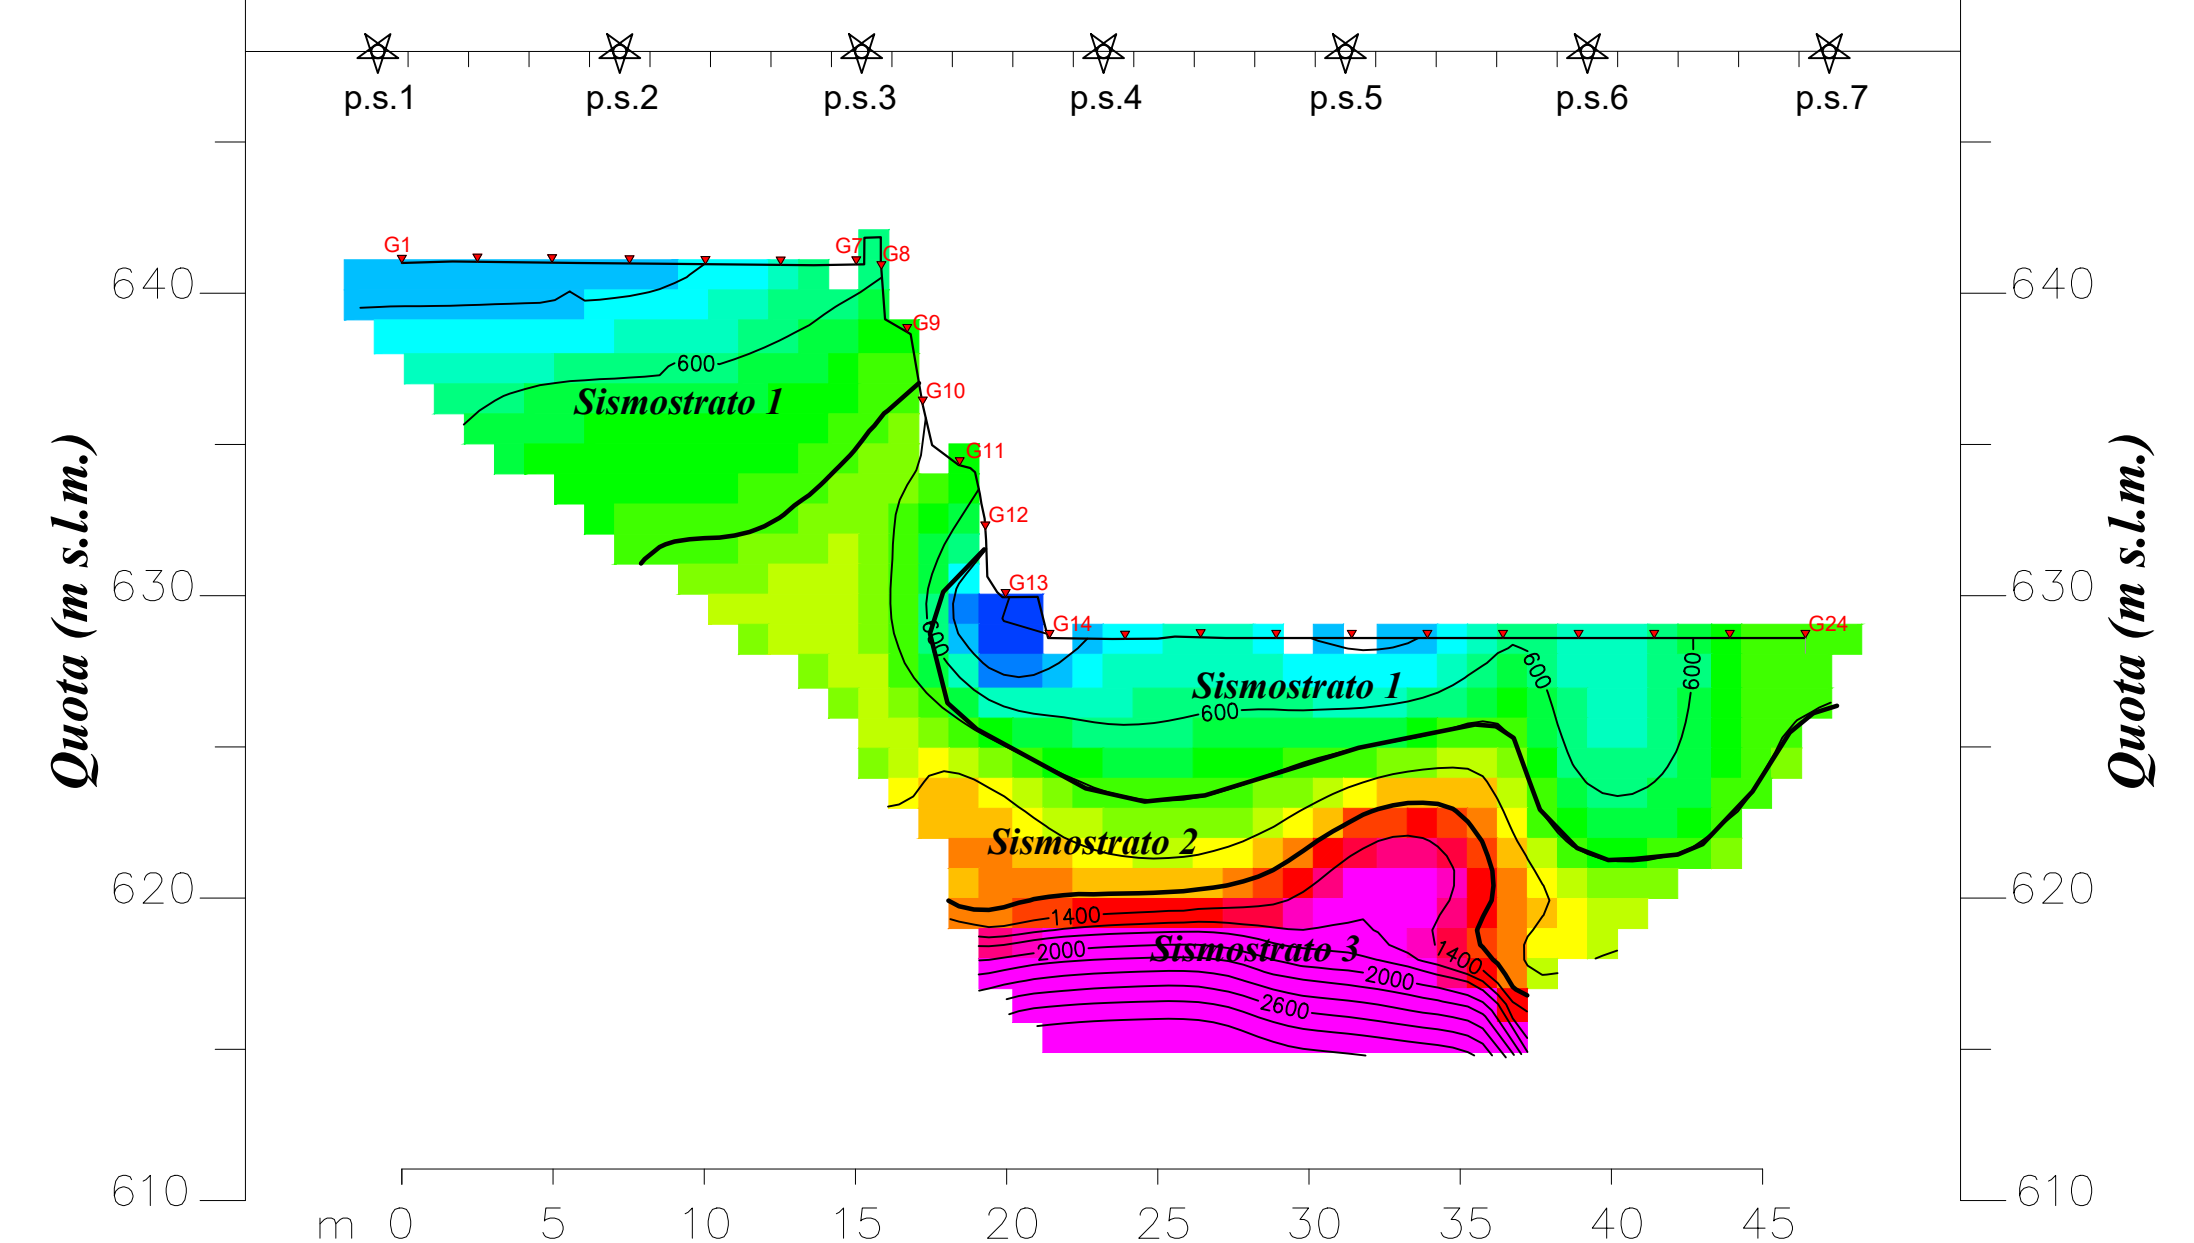 p.s.1 p.s.2 p.s.3 p.s.4 p.s.5 p.s.6 p.s.7
G1 G7 G8
640 640
G9
600
G10
Sismostrato 1
G11
G12
630 G13 630
G14 G24
600 600 600
Sismostrato 1
600
Quota (m s.l.m.) Quota (m s.l.m.)
Sismostrato 2
620 620
1400
2000 Sismostrato 3 1400
2000
2600
610 610
m 0 5 10 15 20 25 30 35 40 45